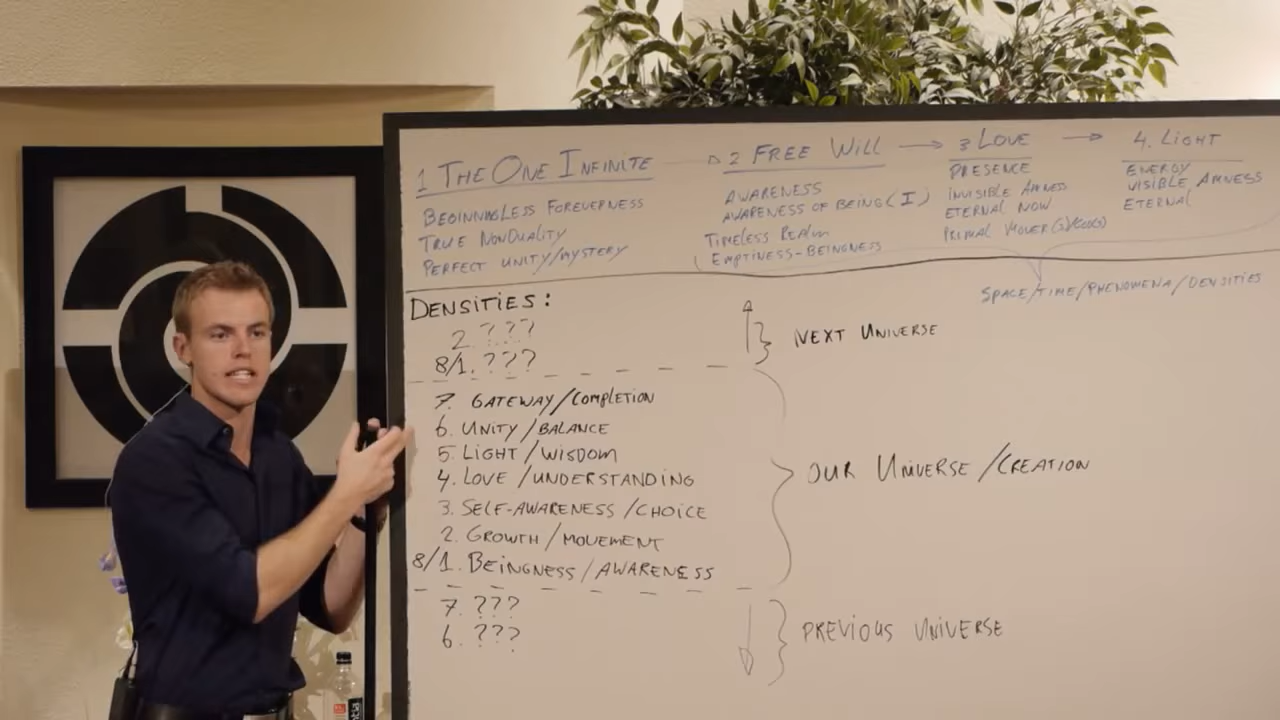 1 THE ONE INFINITE
BEGINNINGLESS FOREVERNESS
TRUE NONDUALITY
PERFECT UNITY/MYSTERY
2 FREE WILL
AWARENESS
AWARENESS OF BEING (I)
TIMELESS REALM
EMPTINESS-BEINGNESS
3 LOVE
PRESENCE
INVISIBLE AMNESS
ETERNAL NOW
PRIMAL MOVER(S)
4. LIGHT
ENERGY
VISIBLE AMNESS
ETERNAL
SPACE/TIME/PHENOMENA/DENSITIES
DENSITIES:
2. ???
8/1. ???
NEXT UNIVERSE
7. GATEWAY/COMPLETION
6. UNITY/BALANCE
5. LIGHT/WISDOM
4. LOVE/UNDERSTANDING
3. SELF-AWARENESS/CHOICE
2. GROWTH/MOVEMENT
8/1. BEINGNESS/AWARENESS
OUR UNIVERSE/CREATION
7. ???
6. ???
PREVIOUS UNIVERSE